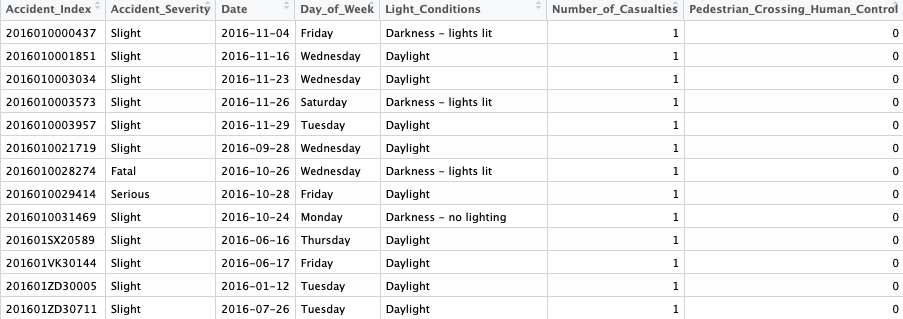 Accident_Index Accident_Severity Date Day_of_Week Light_Conditions Number_of_Casualties Pedestrian_Crossing_Human_Control
2016010000437 Slight 2016-11-04 Friday Darkness – lights lit 1 0
2016010001851 Slight 2016-11-16 Wednesday Daylight 1 0
2016010003034 Slight 2016-11-23 Wednesday Daylight 1 0
2016010003573 Slight 2016-11-26 Saturday Darkness – lights lit 1 0
2016010003957 Slight 2016-11-29 Tuesday Daylight 1 0
2016010021719 Slight 2016-09-28 Wednesday Daylight 1 0
2016010028274 Fatal 2016-10-26 Wednesday Darkness – lights lit 1 0
2016010029414 Serious 2016-10-28 Friday Daylight 1 0
2016010031469 Slight 2016-10-24 Monday Darkness – no lighting 1 0
201601SX20589 Slight 2016-06-16 Thursday Daylight 1 0
201601VK30144 Slight 2016-06-17 Friday Daylight 1 0
201601ZD30005 Slight 2016-01-12 Tuesday Daylight 1 0
201601ZD30711 Slight 2016-07-26 Tuesday Daylight 1 0